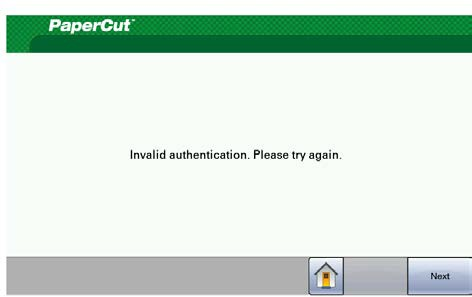 PaperCut
Invalid authentication. Please try again.
Next